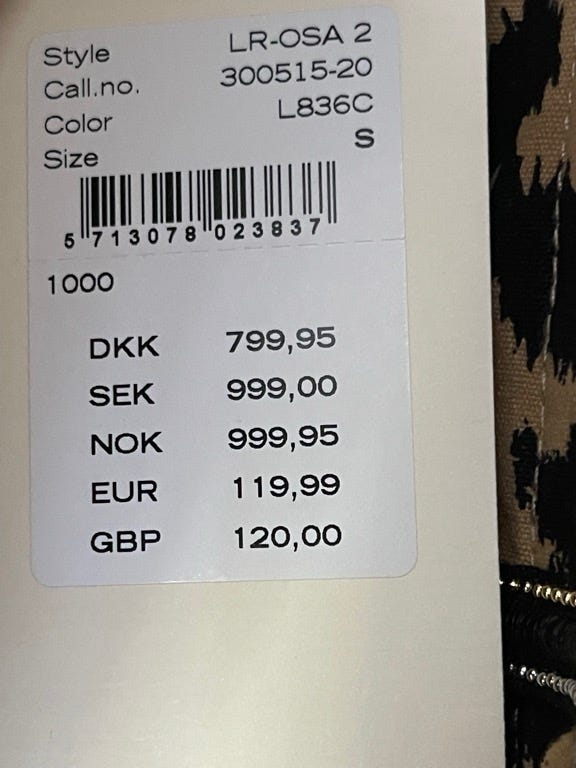 Style LR-OSA 2
Call.no. 300515-20
Color L836C
Size S
5 713078 023837
1000
DKK 799,95
SEK 999,00
NOK 999,95
EUR 119,99
GBP 120,00